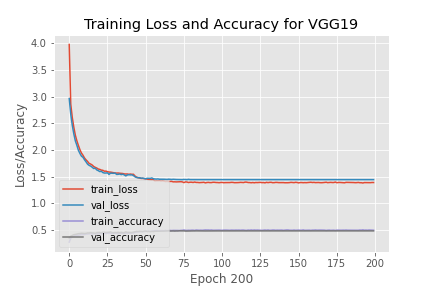 Training Loss and Accuracy for VGG19
Loss/Accuracy
4.0
3.5
3.0
2.5
2.0
1.5
1.0
0.5
train_loss
val_loss
train_accuracy
val_accuracy
0 25 50 75 100 125 150 175 200
Epoch 200